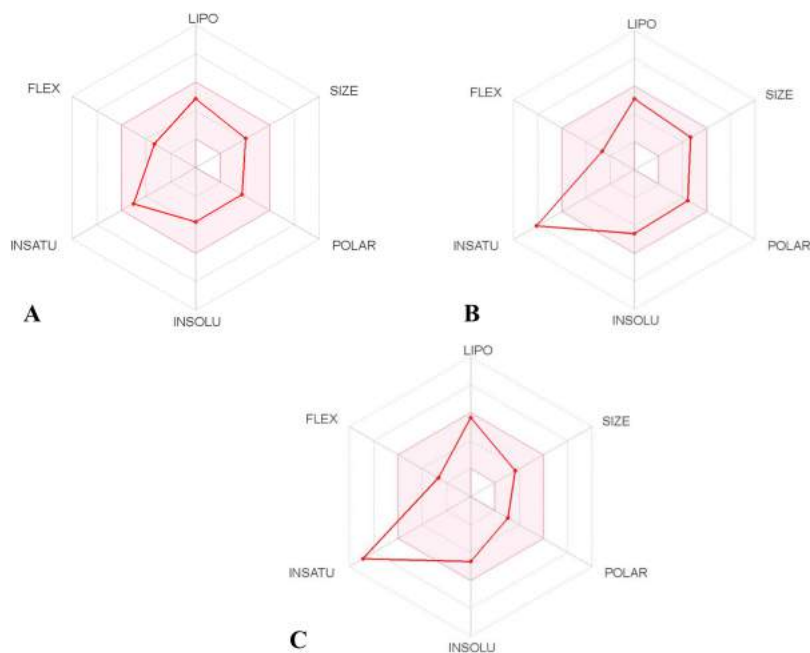 LIPO
FLEX
SIZE
INSATU
POLAR
INSOLU
A
LIPO
FLEX
SIZE
INSATU
POLAR
INSOLU
B
LIPO
FLEX
SIZE
INSATU
POLAR
INSOLU
C